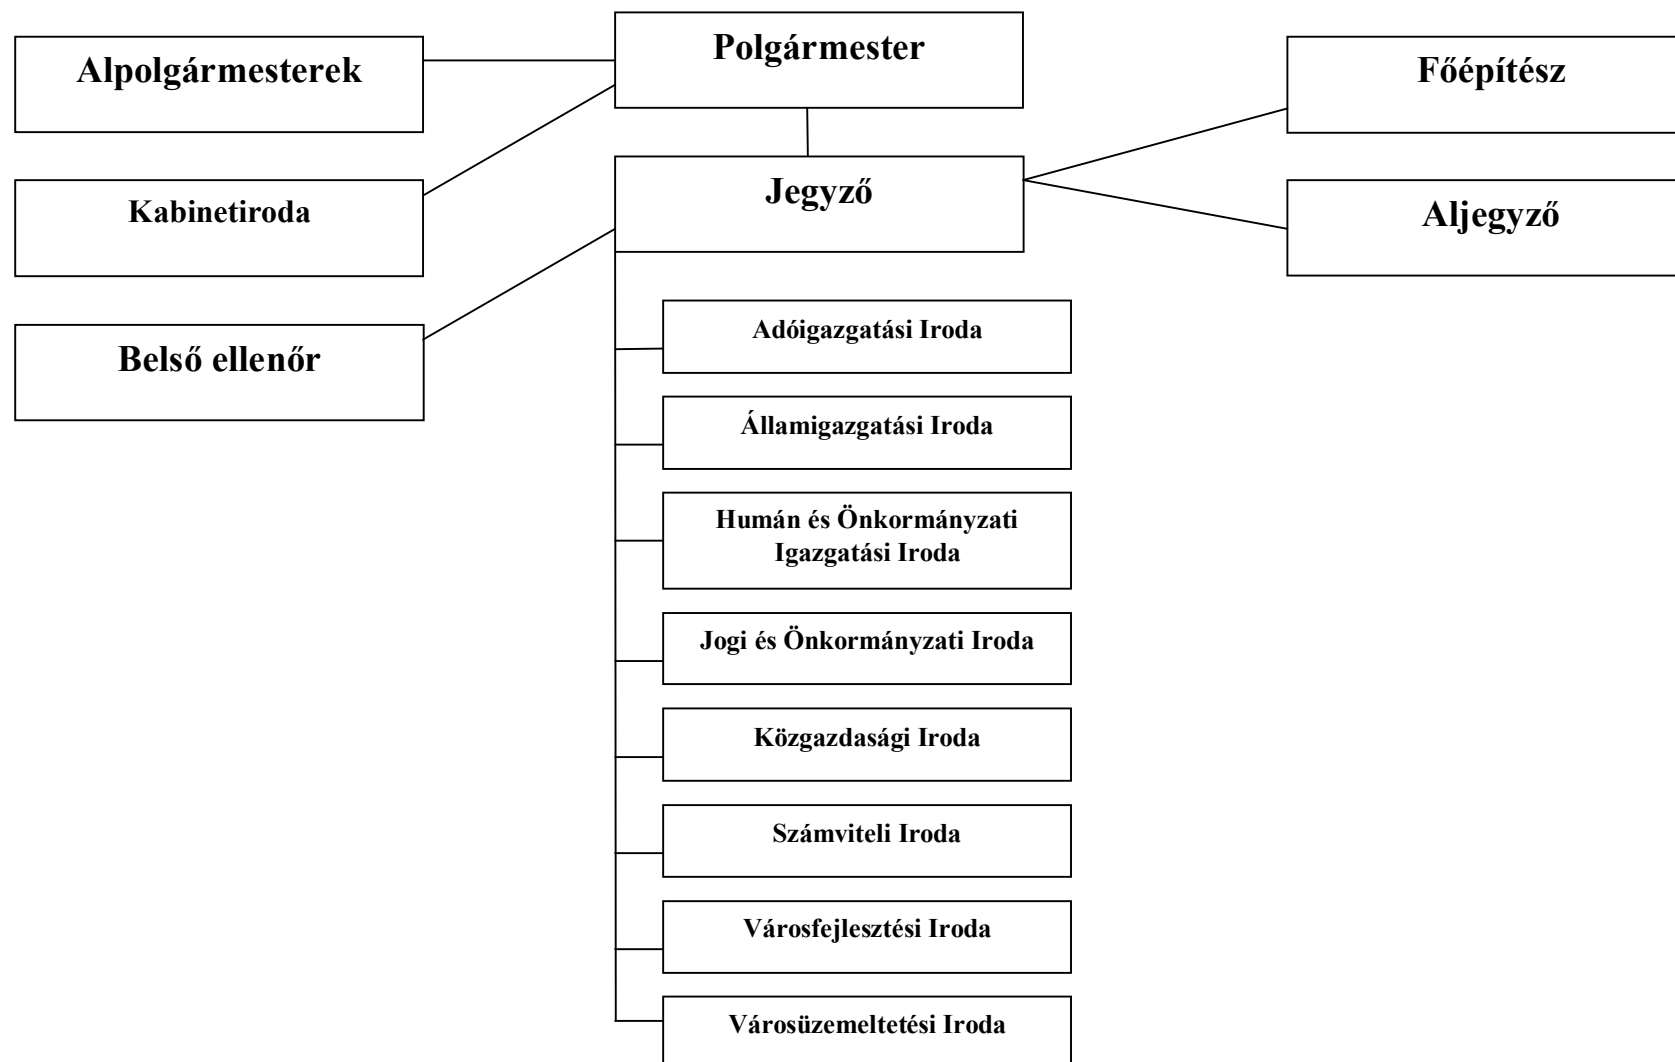 Polgármester
Alpolgármesterek
Főépítész
Jegyző
Kabinetiroda
Aljegyző
Belső ellenőr
Adóigazgatási Iroda
Államigazgatási Iroda
Humán és Önkormányzati
Igazgatási Iroda
Jogi és Önkormányzati Iroda
Közgazdasági Iroda
Számviteli Iroda
Városfejlesztési Iroda
Városüzemeltetési Iroda